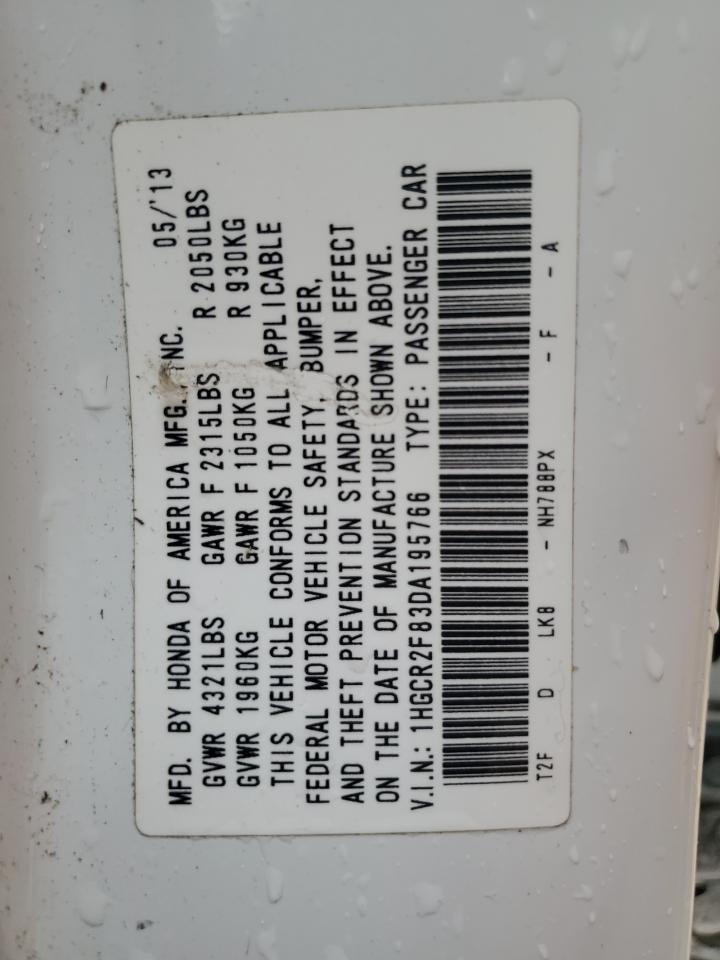 MFD. BY HONDA OF AMERICA MFG., INC. 05/'13
GVWR 4321LBS GAWR F 2315LBS R 2050LBS
GVWR 1960KG GAWR F 1050KG R 930KG
THIS VEHICLE CONFORMS TO ALL APPLICABLE
FEDERAL MOTOR VEHICLE SAFETY, BUMPER,
AND THEFT PREVENTION STANDARDS IN EFFECT
ON THE DATE OF MANUFACTURE SHOWN ABOVE.
V.I.N.: 1HGCR2F83DA195766 TYPE: PASSENGER CAR
T2F D LK8 - NH788PX - F - A